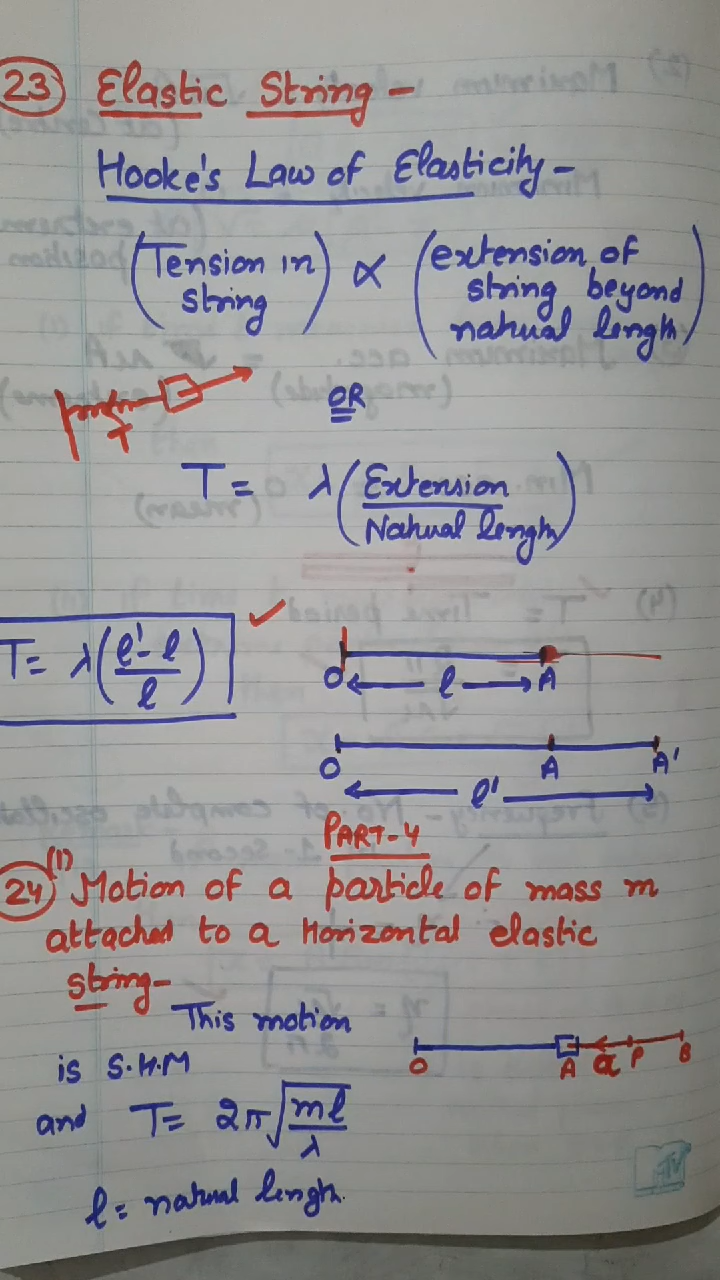 23 Elastic String -
Hooke's Law of Elasticity -
(Tension in string) ∝ (extension of string beyond natural length)
T
OR
T = λ (Extension / Natural length)
T = λ (l' - l / l)
O l A
O A A'
l'
PART-4
24 (1) Motion of a particle of mass m
attached to a Horizontal elastic
string -
This motion
is S.H.M
O A a P B
and T = 2π √(ml / λ)
l = natural length.